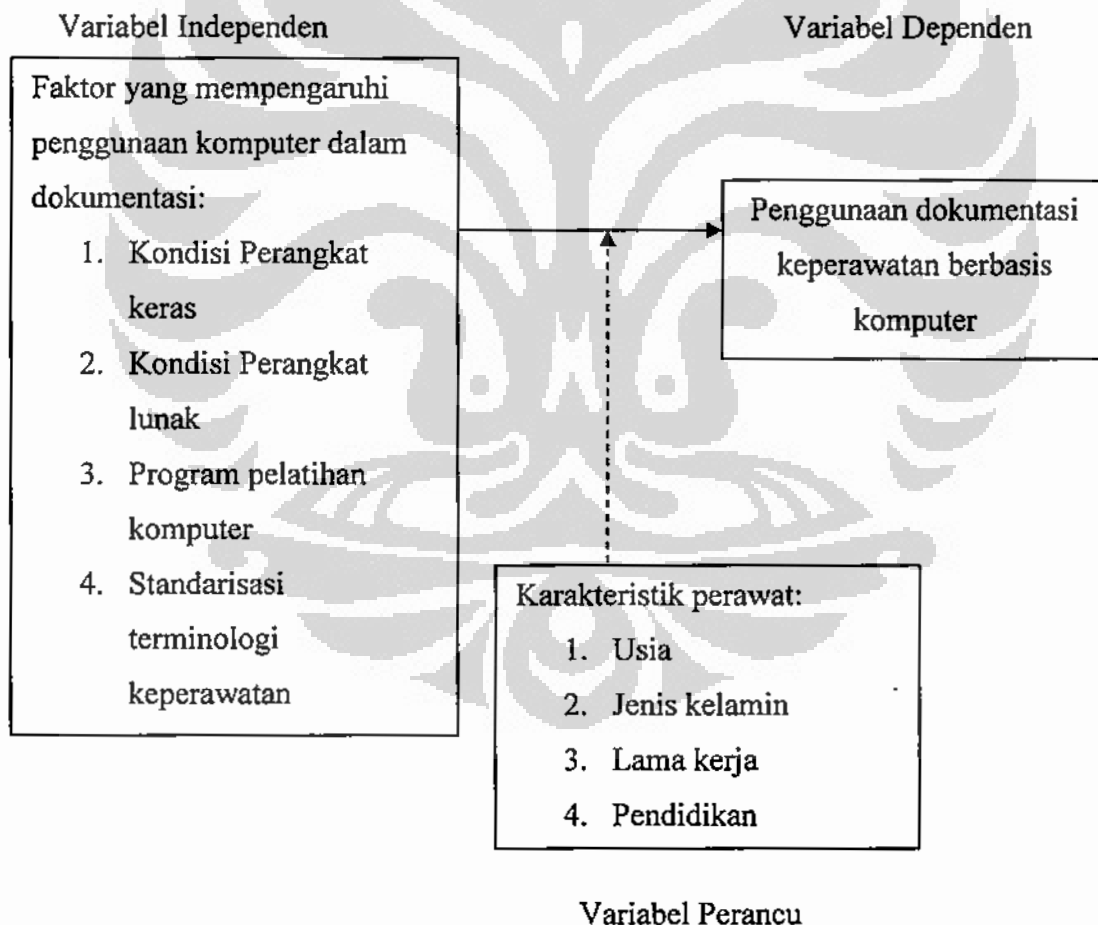 Variabel Independen
Variabel Dependen
Faktor yang mempengaruhi
penggunaan komputer dalam
dokumentasi:
1. Kondisi Perangkat
keras
2. Kondisi Perangkat
lunak
3. Program pelatihan
komputer
4. Standarisasi
terminologi
keperawatan
Penggunaan dokumentasi
keperawatan berbasis
komputer
Karakteristik perawat:
1. Usia
2. Jenis kelamin
3. Lama kerja
4. Pendidikan
Variabel Perancu